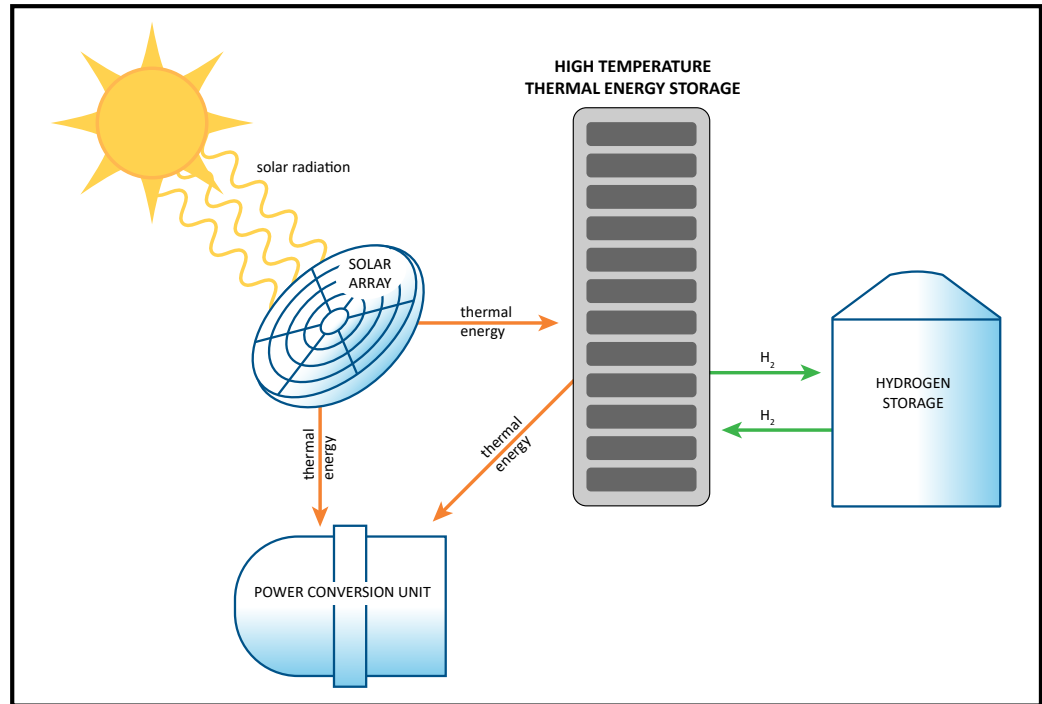 HIGH TEMPERATURE
THERMAL ENERGY STORAGE
solar radiation
SOLAR
ARRAY
thermal
energy
H₂
HYDROGEN
STORAGE
H₂
thermal
energy
thermal
energy
POWER CONVERSION UNIT